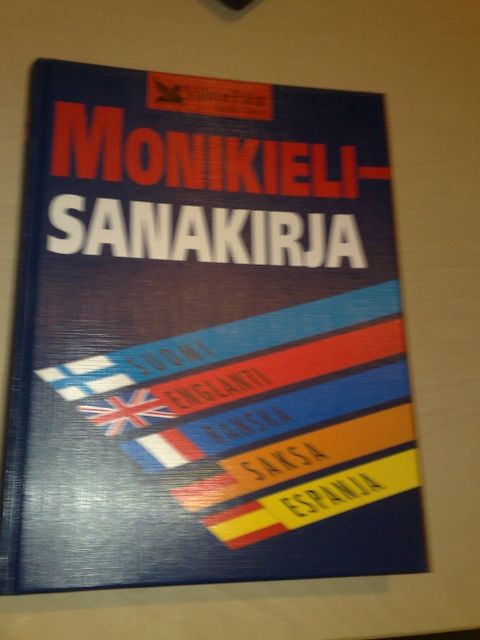 MONIKIELI-
SANAKIRJA
SUOMI
ENGLANTI
RANSKA
SAKSA
ESPANJA